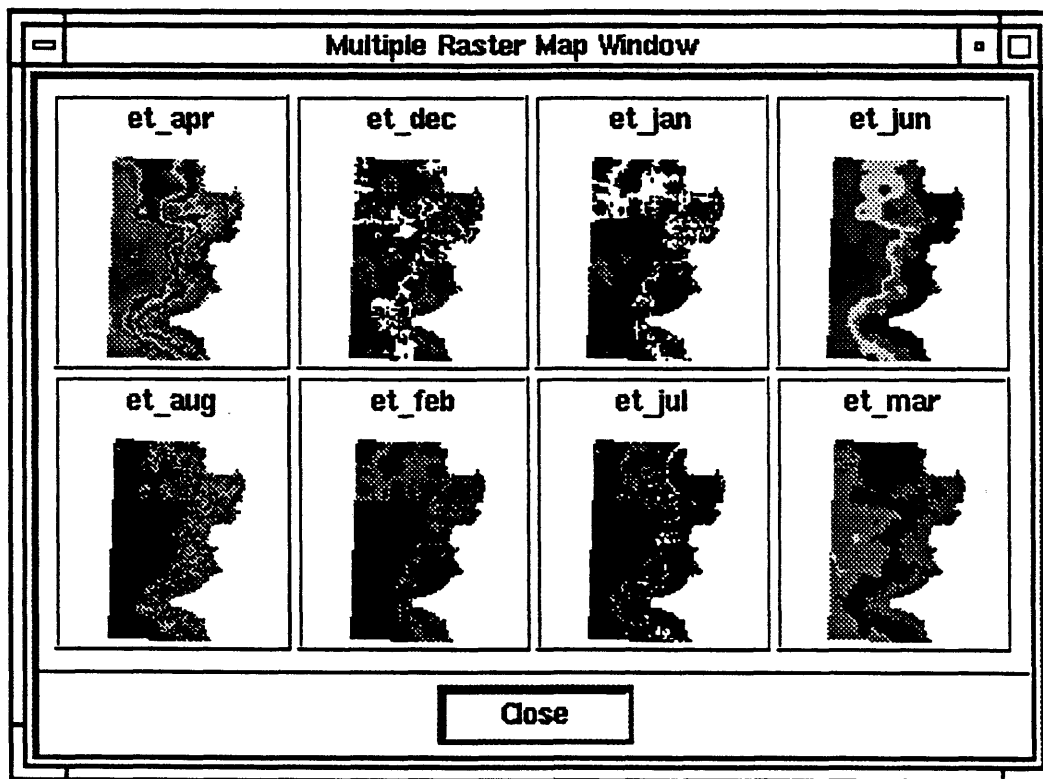 Multiple Raster Map Window
et_apr et_dec et_jan et_jun
et_aug et_feb et_jul et_mar
Close